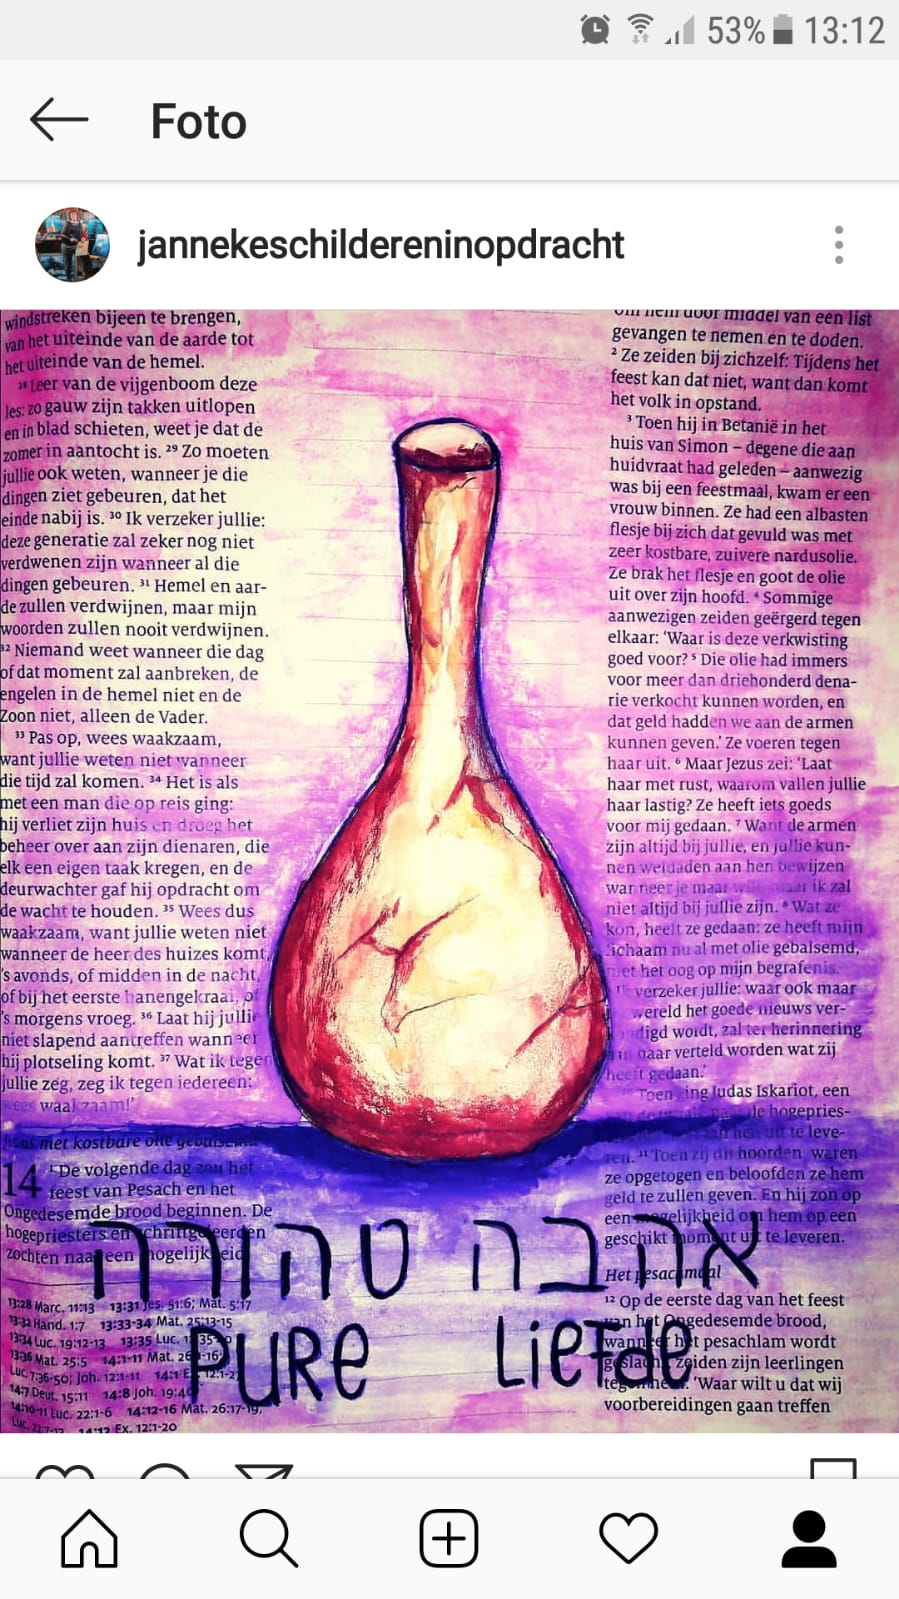 53% 13:12
Foto
jannekeschildereninopdracht
windstreken bijeen te brengen,
van het uiteinde van de aarde tot
het uiteinde van de hemel.
²⁸ Leer van de vijgenboom deze
les: zo gauw zijn takken uitlopen
en in blad schieten, weet je dat de
zomer in aantocht is. ²⁹ Zo moeten
jullie ook weten, wanneer je die
dingen ziet gebeuren, dat het
einde nabij is. ³⁰ Ik verzeker jullie:
deze generatie zal zeker nog niet
verdwenen zijn wanneer al die
dingen gebeuren. ³¹ Hemel en aar-
de zullen verdwijnen, maar mijn
woorden zullen nooit verdwijnen.
³² Niemand weet wanneer die dag
of dat moment zal aanbreken, de
engelen in de hemel niet en de
Zoon niet, alleen de Vader.
³³ Pas op, wees waakzaam,
want jullie weten niet wanneer
die tijd zal komen. ³⁴ Het is als
met een man die op reis ging:
hij verliet zijn huis en droeg het
beheer over aan zijn dienaren, die
elk een eigen taak kregen, en de
deurwachter gaf hij opdracht om
de wacht te houden. ³⁵ Wees dus
waakzaam, want jullie weten niet
wanneer de heer des huizes komt,
's avonds, of midden in de nacht,
of bij het eerste hanengekraai, of
's morgens vroeg. ³⁶ Laat hij jullie
niet slapend aantreffen wanneer
hij plotseling komt. ³⁷ Wat ik tegen
jullie zeg, zeg ik tegen iedereen:
wees waakzaam!'
met kostbare olie gebalsemd
14 ¹ De volgende dag zou het
feest van Pesach en het
Ongedesemde brood beginnen. De
hogepriesters en schriftgeleerden
zochten naar een mogelijkheid
13:28 Marc. 11:13 13:31 Jes. 51:6; Mat. 5:17
13:32 Hand. 1:7 13:33-34 Mat. 25:13-15
13:34 Luc. 19:12-13 13:35 Luc.
13:36 Mat. 25:5 14:1-11 Mat.
Luc. 7:36-50; Joh. 12:1-11 14:1
14:7 Deut. 15:11 14:8 Joh. 19:40
14:10-11 Luc. 22:1-6 14:12-16 Mat. 26:17-19;
14:12 Ex. 12:1-20
om hem door middel van een list
gevangen te nemen en te doden.
² Ze zeiden bij zichzelf: Tijdens het
feest kan dat niet, want dan komt
het volk in opstand.
³ Toen hij in Betanië in het
huis van Simon – degene die aan
huidvraat had geleden – aanwezig
was bij een feestmaal, kwam er een
vrouw binnen. Ze had een albasten
flesje bij zich dat gevuld was met
zeer kostbare, zuivere nardusolie.
Ze brak het flesje en goot de olie
uit over zijn hoofd. ⁴ Sommige
aanwezigen zeiden geërgerd tegen
elkaar: 'Waar is deze verkwisting
goed voor? ⁵ Die olie had immers
voor meer dan driehonderd dena-
rie verkocht kunnen worden, en
dat geld hadden we aan de armen
kunnen geven.' Ze voeren tegen
haar uit. ⁶ Maar Jezus zei: 'Laat
haar met rust, waarom vallen jullie
haar lastig? Ze heeft iets goeds
voor mij gedaan. ⁷ Want de armen
zijn altijd bij jullie, en jullie kun-
nen weldaden aan hen bewijzen
wanneer je maar wilt, maar ik zal
niet altijd bij jullie zijn. ⁸ Wat ze
kon, heeft ze gedaan: ze heeft mijn
lichaam nu al met olie gebalsemd,
met het oog op mijn begrafenis.
verzeker jullie: waar ook maar
wereld het goede nieuws ver-
digd wordt, zal ter herinnering
haar verteld worden wat zij
heeft gedaan.'
Toen ging Judas Iskariot, een
de hogepries-
uit te leve-
ren. ¹¹ Toen zij dit hoorden, waren
ze opgetogen en beloofden ze hem
geld te zullen geven. En hij zon op
een mogelijkheid om hem op een
geschikt moment uit te leveren.
Het pesachmaal
¹² Op de eerste dag van het feest
van het Ongedesemde brood,
wanneer het pesachlam wordt
geslacht, zeiden zijn leerlingen
tegen hem: 'Waar wilt u dat wij
voorbereidingen gaan treffen
אהבה טהורה
PURE LIEFDE